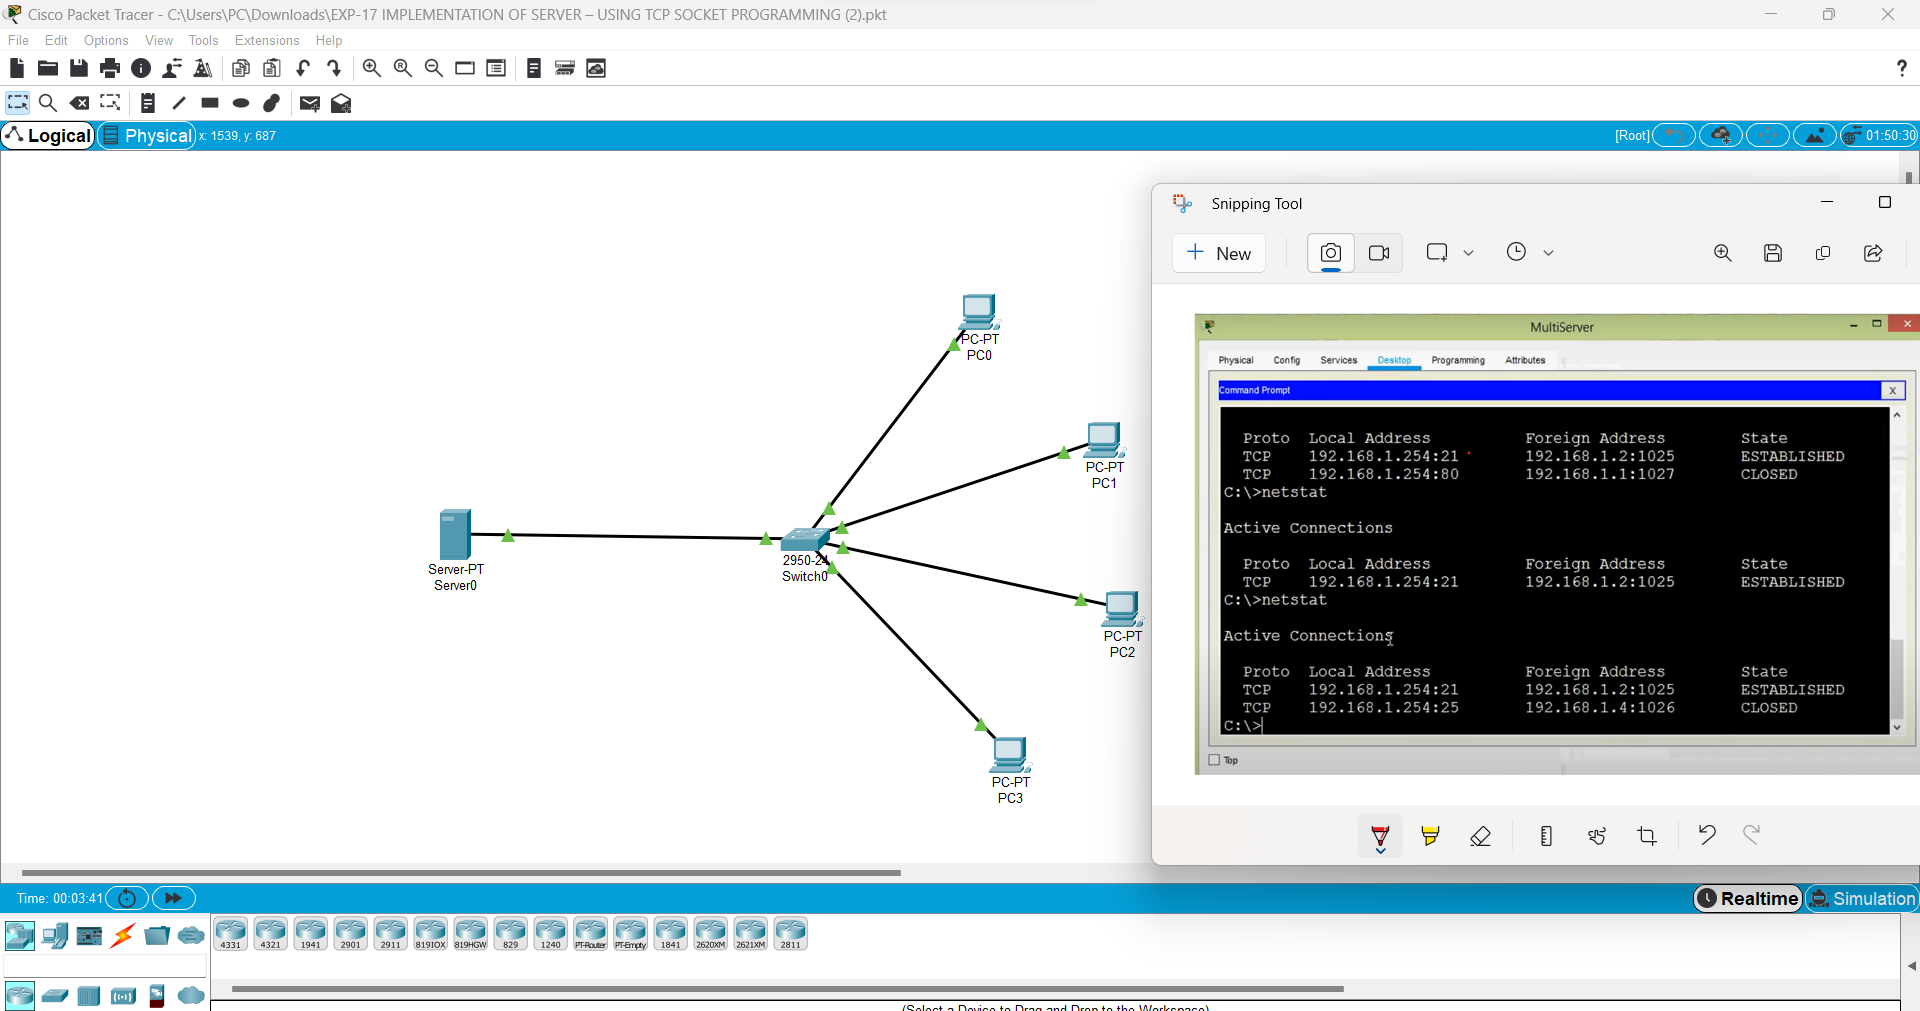 Cisco Packet Tracer - C:\Users\PC\Downloads\EXP-17 IMPLEMENTATION OF SERVER – USING TCP SOCKET PROGRAMMING (2).pkt
File Edit Options View Tools Extensions Help
?
Logical Physical x: 1539, y: 687 [Root] 01:50:30
Snipping Tool
New
PC-PT
PC0
PC-PT
PC1
Server-PT
Server0
2950-24
Switch0
PC-PT
PC2
PC-PT
PC3
MultiServer
Physical Config Services Desktop Programming Attributes
Command Prompt X
Proto Local Address Foreign Address State
TCP 192.168.1.254:21 192.168.1.2:1025 ESTABLISHED
TCP 192.168.1.254:80 192.168.1.1:1027 CLOSED
C:\>netstat
Active Connections
Proto Local Address Foreign Address State
TCP 192.168.1.254:21 192.168.1.2:1025 ESTABLISHED
C:\>netstat
Active Connections
Proto Local Address Foreign Address State
TCP 192.168.1.254:21 192.168.1.2:1025 ESTABLISHED
TCP 192.168.1.254:25 192.168.1.4:1026 CLOSED
C:\>
Top
Time: 00:03:41 Realtime Simulation
4331 4321 1941 2901 2911 819IOX 819HGW 829 1240 PT-Router PT-Empty 1841 2620XM 2621XM 2811
(Select a Device to Drag and Drop to the Workspace)